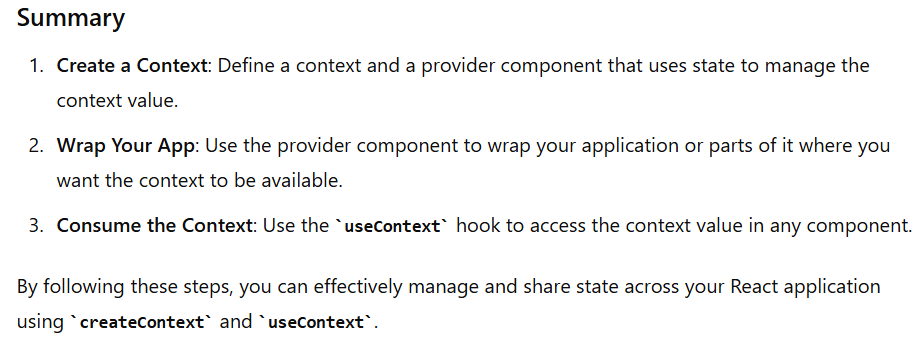 Summary
1. Create a Context: Define a context and a provider component that uses state to manage the
context value.
2. Wrap Your App: Use the provider component to wrap your application or parts of it where you
want the context to be available.
3. Consume the Context: Use the `useContext` hook to access the context value in any component.
By following these steps, you can effectively manage and share state across your React application
using `createContext` and `useContext`.